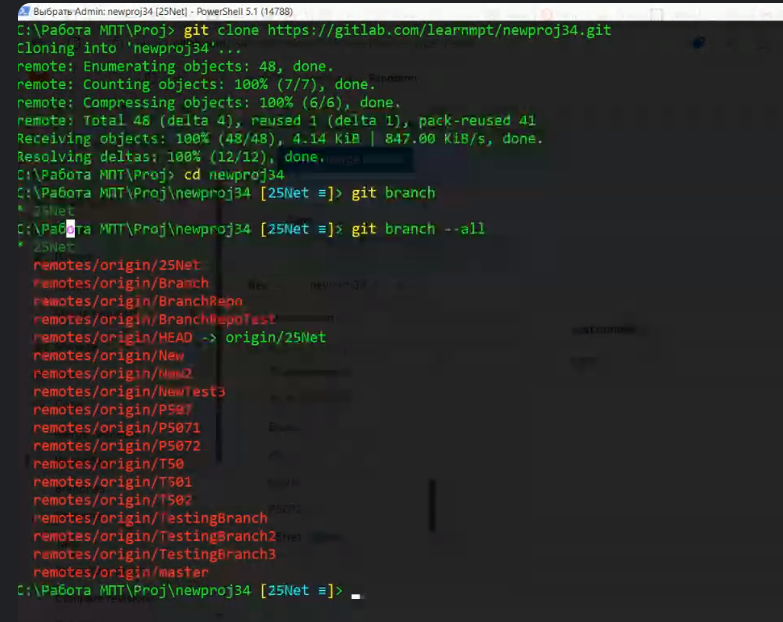 Выбрать Admin: newproj34 [25Net] - PowerShell 5.1 (14788)
C:\Работа МПТ\Proj> git clone https://gitlab.com/learnmpt/newproj34.git
Cloning into 'newproj34'...
remote: Enumerating objects: 48, done.
remote: Counting objects: 100% (7/7), done.
remote: Compressing objects: 100% (6/6), done.
remote: Total 48 (delta 4), reused 1 (delta 1), pack-reused 41
Receiving objects: 100% (48/48), 4.14 KiB | 847.00 KiB/s, done.
Resolving deltas: 100% (12/12), done.
C:\Работа МПТ\Proj> cd newproj34
C:\Работа МПТ\Proj\newproj34 [25Net ≡]> git branch
* 25Net
C:\Работа МПТ\Proj\newproj34 [25Net ≡]> git branch --all
* 25Net
remotes/origin/25Net
remotes/origin/Branch
remotes/origin/BranchRepo
remotes/origin/BranchRepoTest
remotes/origin/HEAD -> origin/25Net
remotes/origin/New
remotes/origin/New2
remotes/origin/NewTest3
remotes/origin/P507
remotes/origin/P5071
remotes/origin/P5072
remotes/origin/T50
remotes/origin/T501
remotes/origin/T502
remotes/origin/TestingBranch
remotes/origin/TestingBranch2
remotes/origin/TestingBranch3
remotes/origin/master
C:\Работа МПТ\Proj\newproj34 [25Net ≡]>